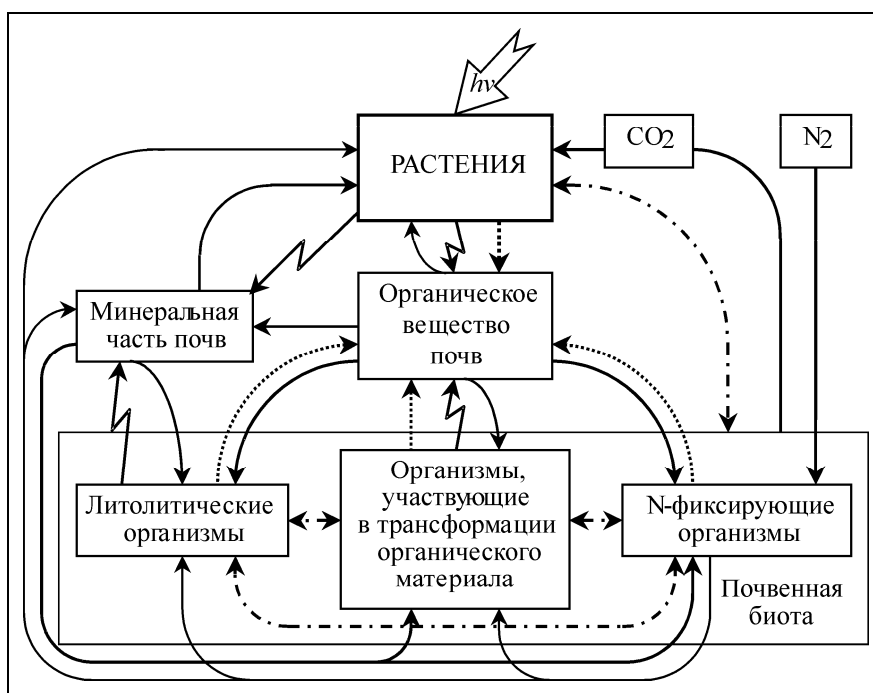 hν
РАСТЕНИЯ
CO2
N2
Минеральная
часть почв
Органическое
вещество
почв
Литолитические
организмы
Организмы,
участвующие
в трансформации
органического
материала
N-фиксирующие
организмы
Почвенная
биота